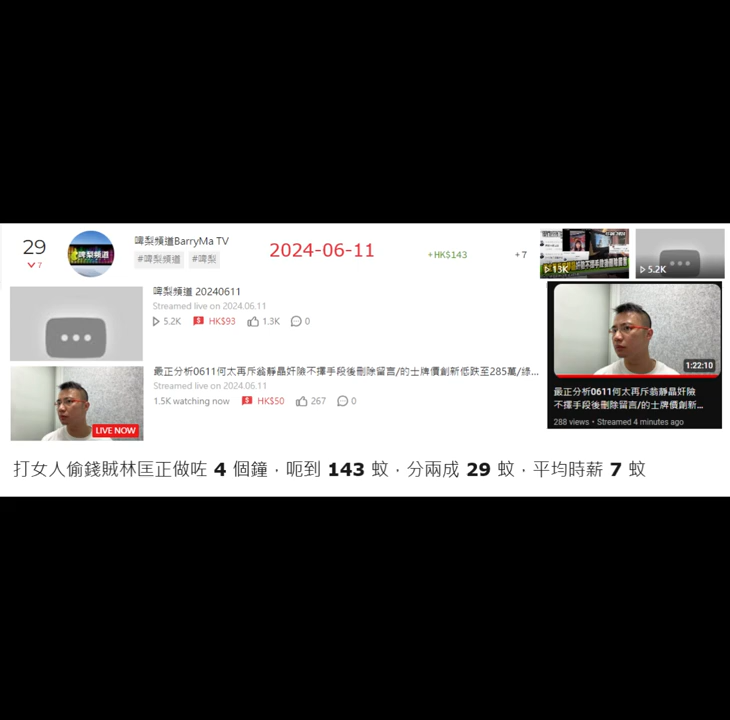 29
7
啤梨頻道
啤梨頻道BarryMa TV
#啤梨頻道 #啤梨
2024-06-11
+HK$143
+7
13K
5.2K
啤梨頻道 20240611
Streamed live on 2024.06.11
5.2K HK$93 1.3K 0
LIVE NOW
最正分析0611何太再斥翁靜晶奸險不擇手段後刪除留言/的士牌價創新低跌至285萬/綠...
Streamed live on 2024.06.11
1.5K watching now HK$50 267 0
1:22:10
最正分析0611何太再斥翁靜晶奸險
不擇手段後刪除留言/的士牌價創新...
288 views • Streamed 4 minutes ago
打女人偷錢賊林匡正做咗 4 個鐘，呃到 143 蚊，分兩成 29 蚊，平均時薪 7 蚊